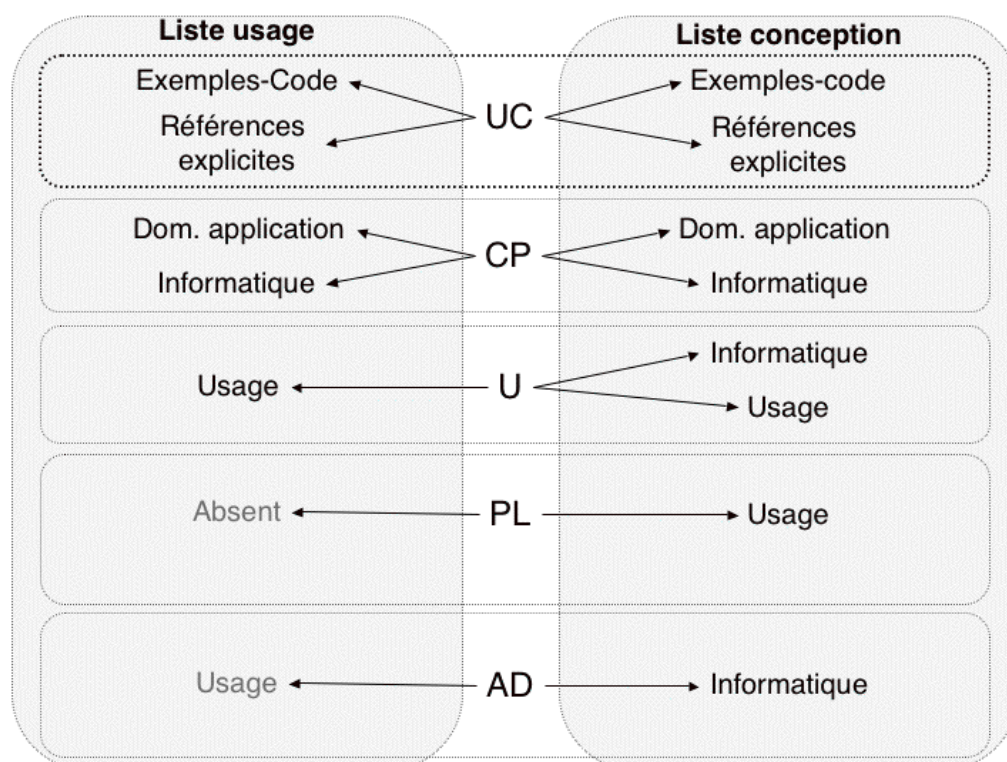 Liste usage
Liste conception
Exemples-Code
UC
Exemples-code
Références
explicites
Références
explicites
Dom. application
CP
Dom. application
Informatique
Informatique
Usage
U
Informatique
Usage
Absent
PL
Usage
Usage
AD
Informatique